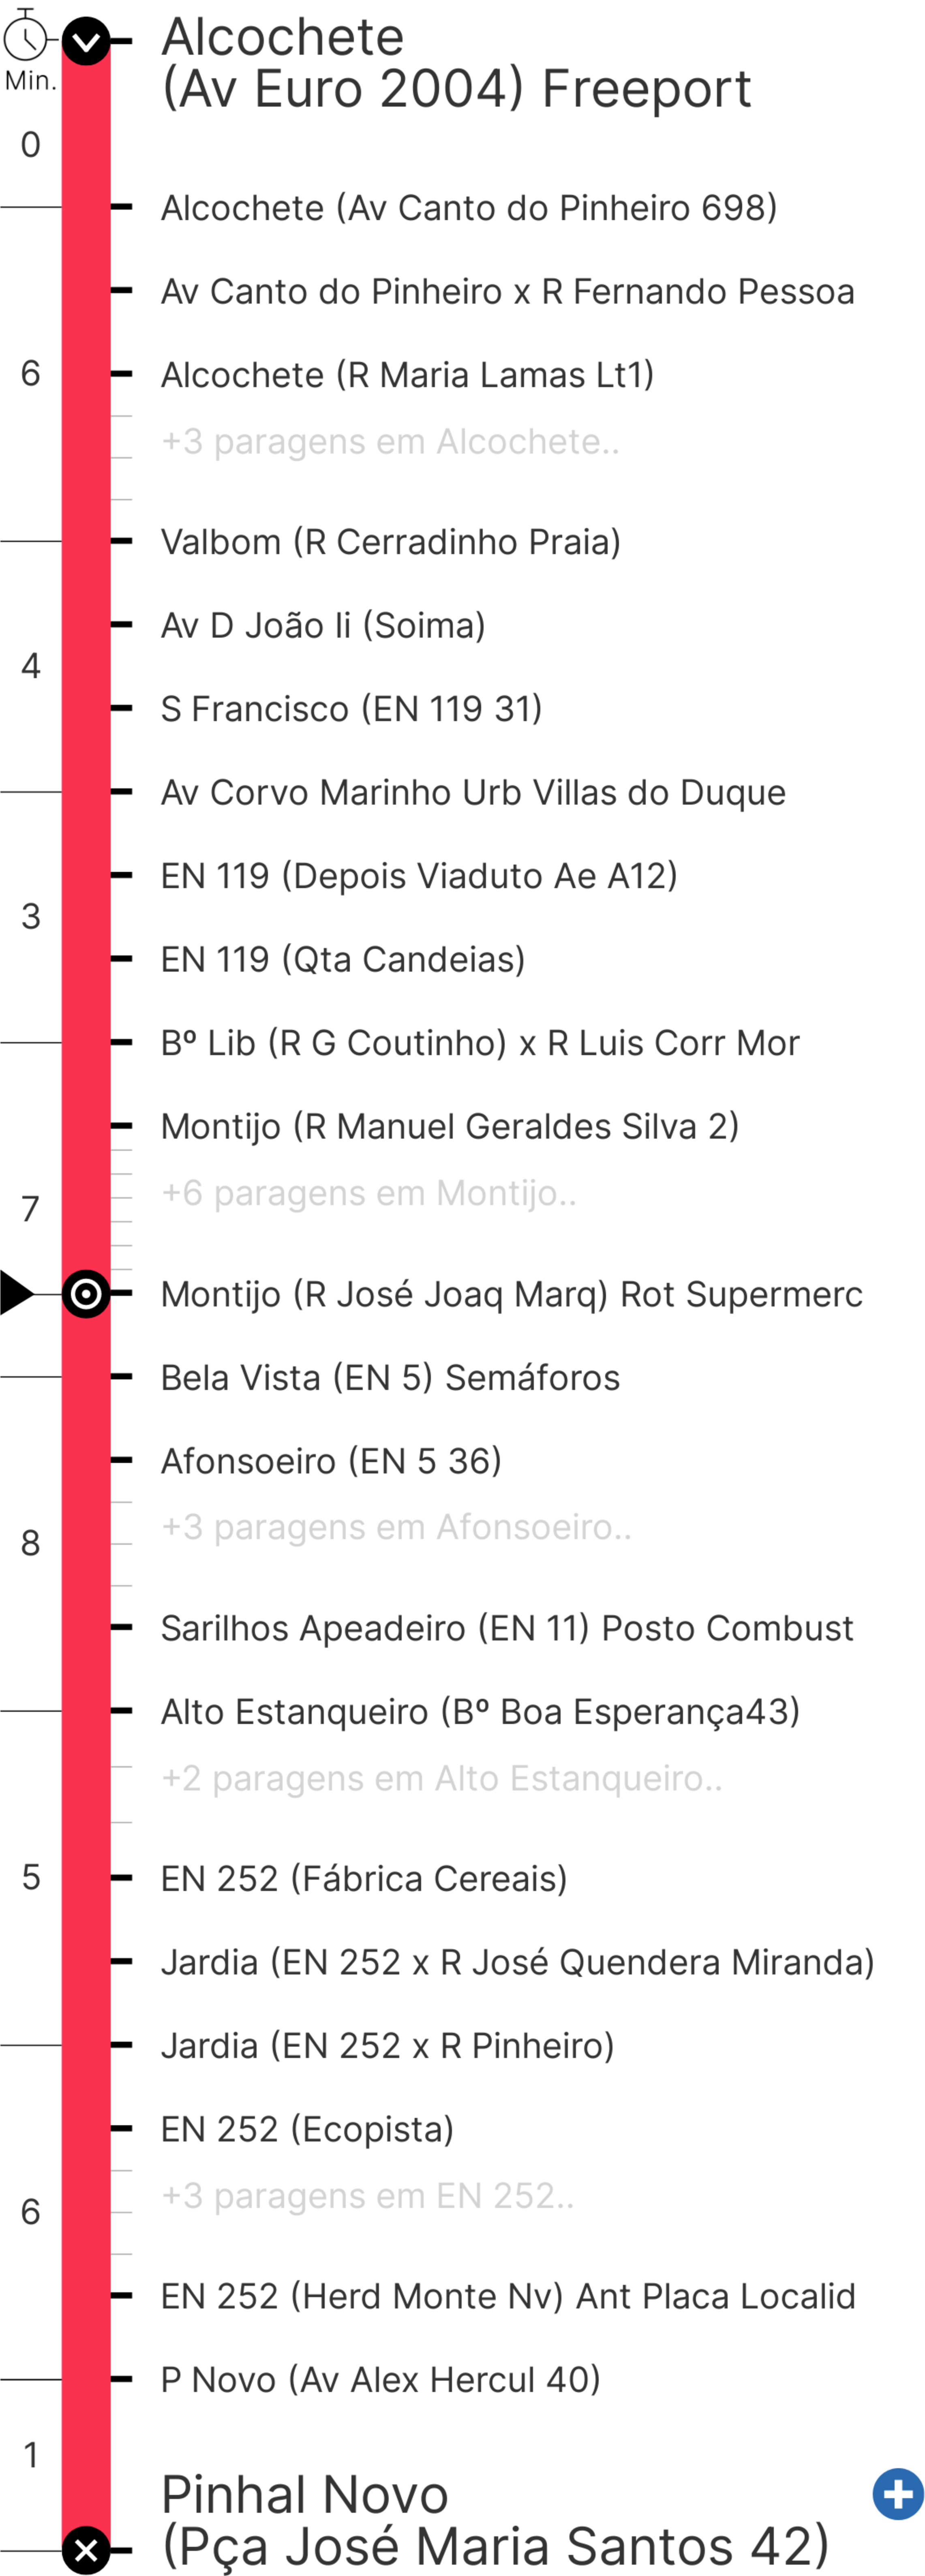 Alcochete
(Av Euro 2004) Freeport
Min.
0
Alcochete (Av Canto do Pinheiro 698)
Av Canto do Pinheiro x R Fernando Pessoa
6
Alcochete (R Maria Lamas Lt1)
+3 paragens em Alcochete..
Valbom (R Cerradinho Praia)
Av D João Ii (Soima)
4
S Francisco (EN 119 31)
Av Corvo Marinho Urb Villas do Duque
EN 119 (Depois Viaduto Ae A12)
3
EN 119 (Qta Candeias)
Bº Lib (R G Coutinho) x R Luis Corr Mor
Montijo (R Manuel Geraldes Silva 2)
+6 paragens em Montijo..
7
Montijo (R José Joaq Marq) Rot Supermerc
Bela Vista (EN 5) Semáforos
Afonsoeiro (EN 5 36)
+3 paragens em Afonsoeiro..
8
Sarilhos Apeadeiro (EN 11) Posto Combust
Alto Estanqueiro (Bº Boa Esperança43)
+2 paragens em Alto Estanqueiro..
5
EN 252 (Fábrica Cereais)
Jardia (EN 252 x R José Quendera Miranda)
Jardia (EN 252 x R Pinheiro)
EN 252 (Ecopista)
+3 paragens em EN 252..
6
EN 252 (Herd Monte Nv) Ant Placa Localid
P Novo (Av Alex Hercul 40)
1
Pinhal Novo
(Pça José Maria Santos 42)